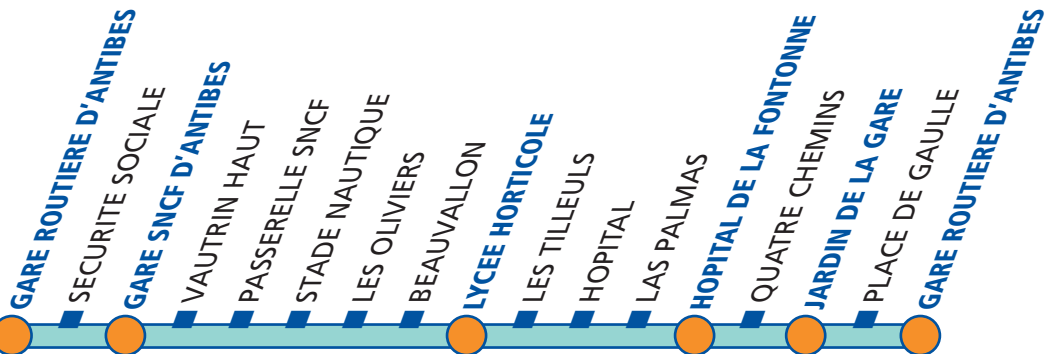 GARE ROUTIERE D'ANTIBES
SECURITE SOCIALE
GARE SNCF D'ANTIBES
VAUTRIN HAUT
PASSERELLE SNCF
STADE NAUTIQUE
LES OLIVIERS
BEAUVALLON
LYCEE HORTICOLE
LES TILLEULS
HOPITAL
LAS PALMAS
HOPITAL DE LA FONTONNE
QUATRE CHEMINS
JARDIN DE LA GARE
PLACE DE GAULLE
GARE ROUTIERE D'ANTIBES